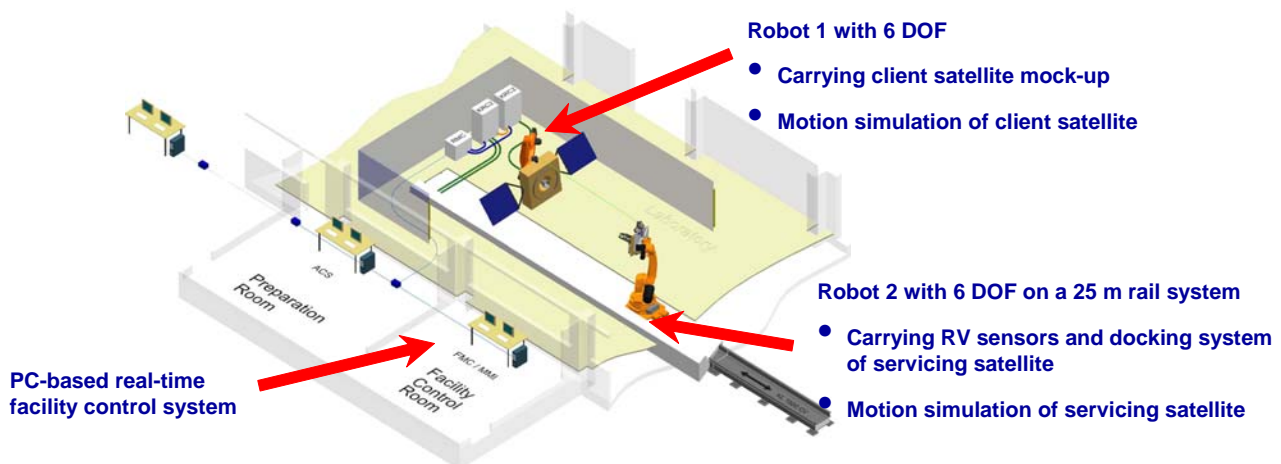 Robot 1 with 6 DOF
• Carrying client satellite mock-up
• Motion simulation of client satellite
Laboratory
ACS
Preparation
Room
Robot 2 with 6 DOF on a 25 m rail system
• Carrying RV sensors and docking system
of servicing satellite
• Motion simulation of servicing satellite
FMC / MMI
Facility
Control
Room
PC-based real-time
facility control system